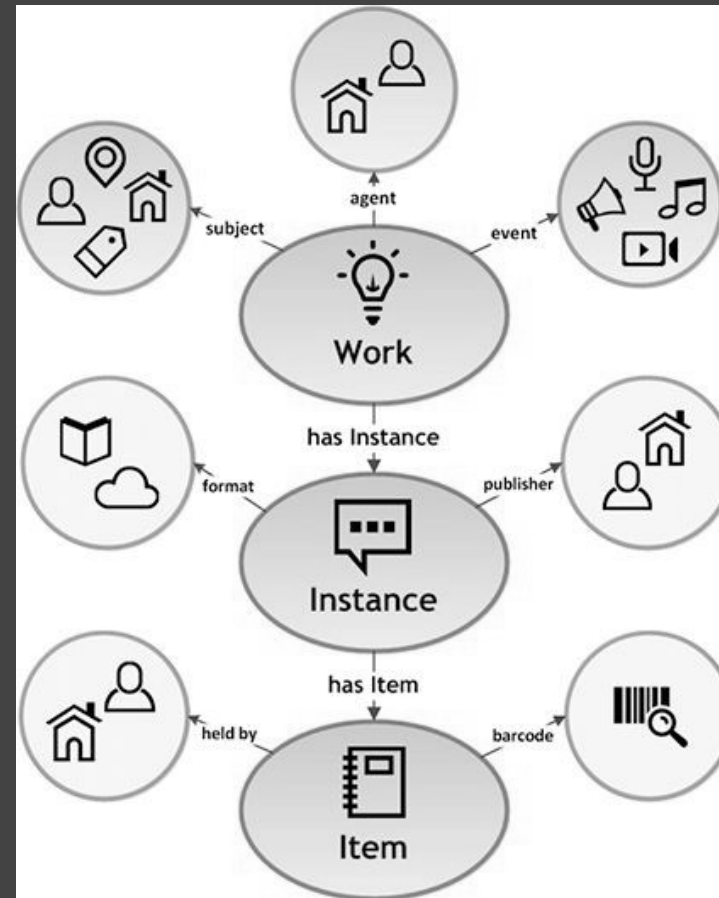 agent
subject
event
Work
has Instance
format
publisher
Instance
has Item
held by
barcode
Item